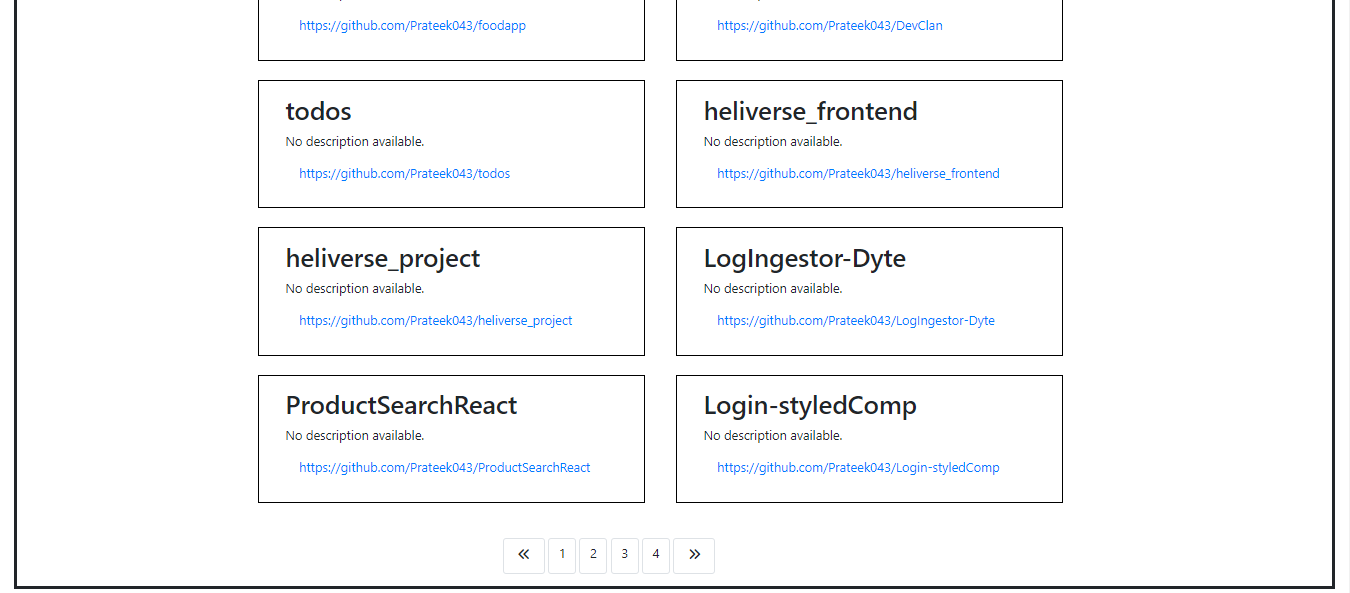 https://github.com/Prateek043/foodapp
https://github.com/Prateek043/DevClan
todos
No description available.
https://github.com/Prateek043/todos
heliverse_frontend
No description available.
https://github.com/Prateek043/heliverse_frontend
heliverse_project
No description available.
https://github.com/Prateek043/heliverse_project
LogIngestor-Dyte
No description available.
https://github.com/Prateek043/LogIngestor-Dyte
ProductSearchReact
No description available.
https://github.com/Prateek043/ProductSearchReact
Login-styledComp
No description available.
https://github.com/Prateek043/Login-styledComp
« 1 2 3 4 »